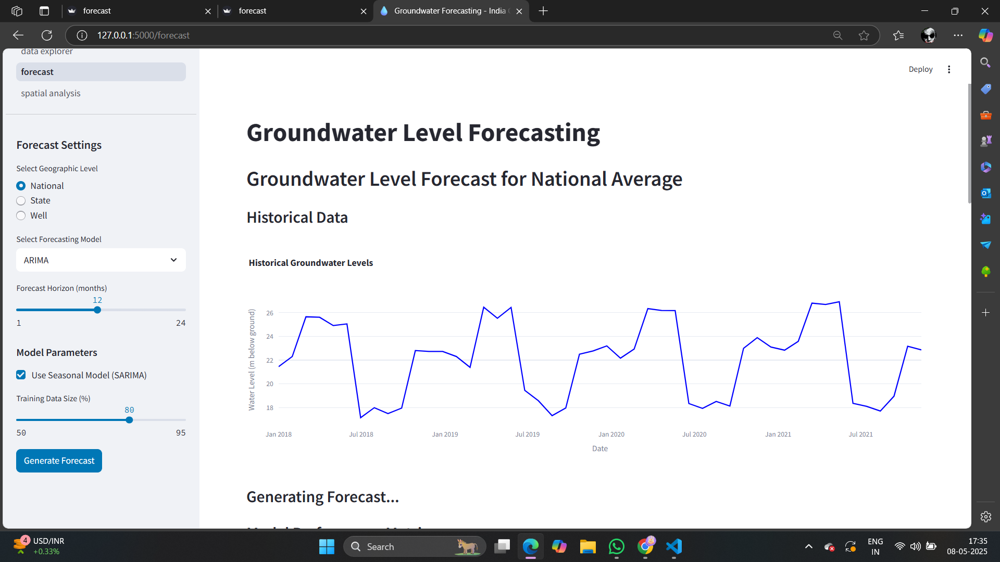 forecast
forecast
Groundwater Forecasting - India
127.0.0.1:5000/forecast
data explorer
forecast
spatial analysis
Forecast Settings
Select Geographic Level
National
State
Well
Select Forecasting Model
ARIMA
Forecast Horizon (months)
12
1 24
Model Parameters
Use Seasonal Model (SARIMA)
Training Data Size (%)
80
50 95
Generate Forecast
Deploy
Groundwater Level Forecasting
Groundwater Level Forecast for National Average
Historical Data
Historical Groundwater Levels
Water Level (m below ground)
26
24
22
20
18
Jan 2018 Jul 2018 Jan 2019 Jul 2019 Jan 2020 Jul 2020 Jan 2021 Jul 2021
Date
Generating Forecast...
4
USD/INR
+0.33%
Search
ENG
IN
17:35
08-05-2025